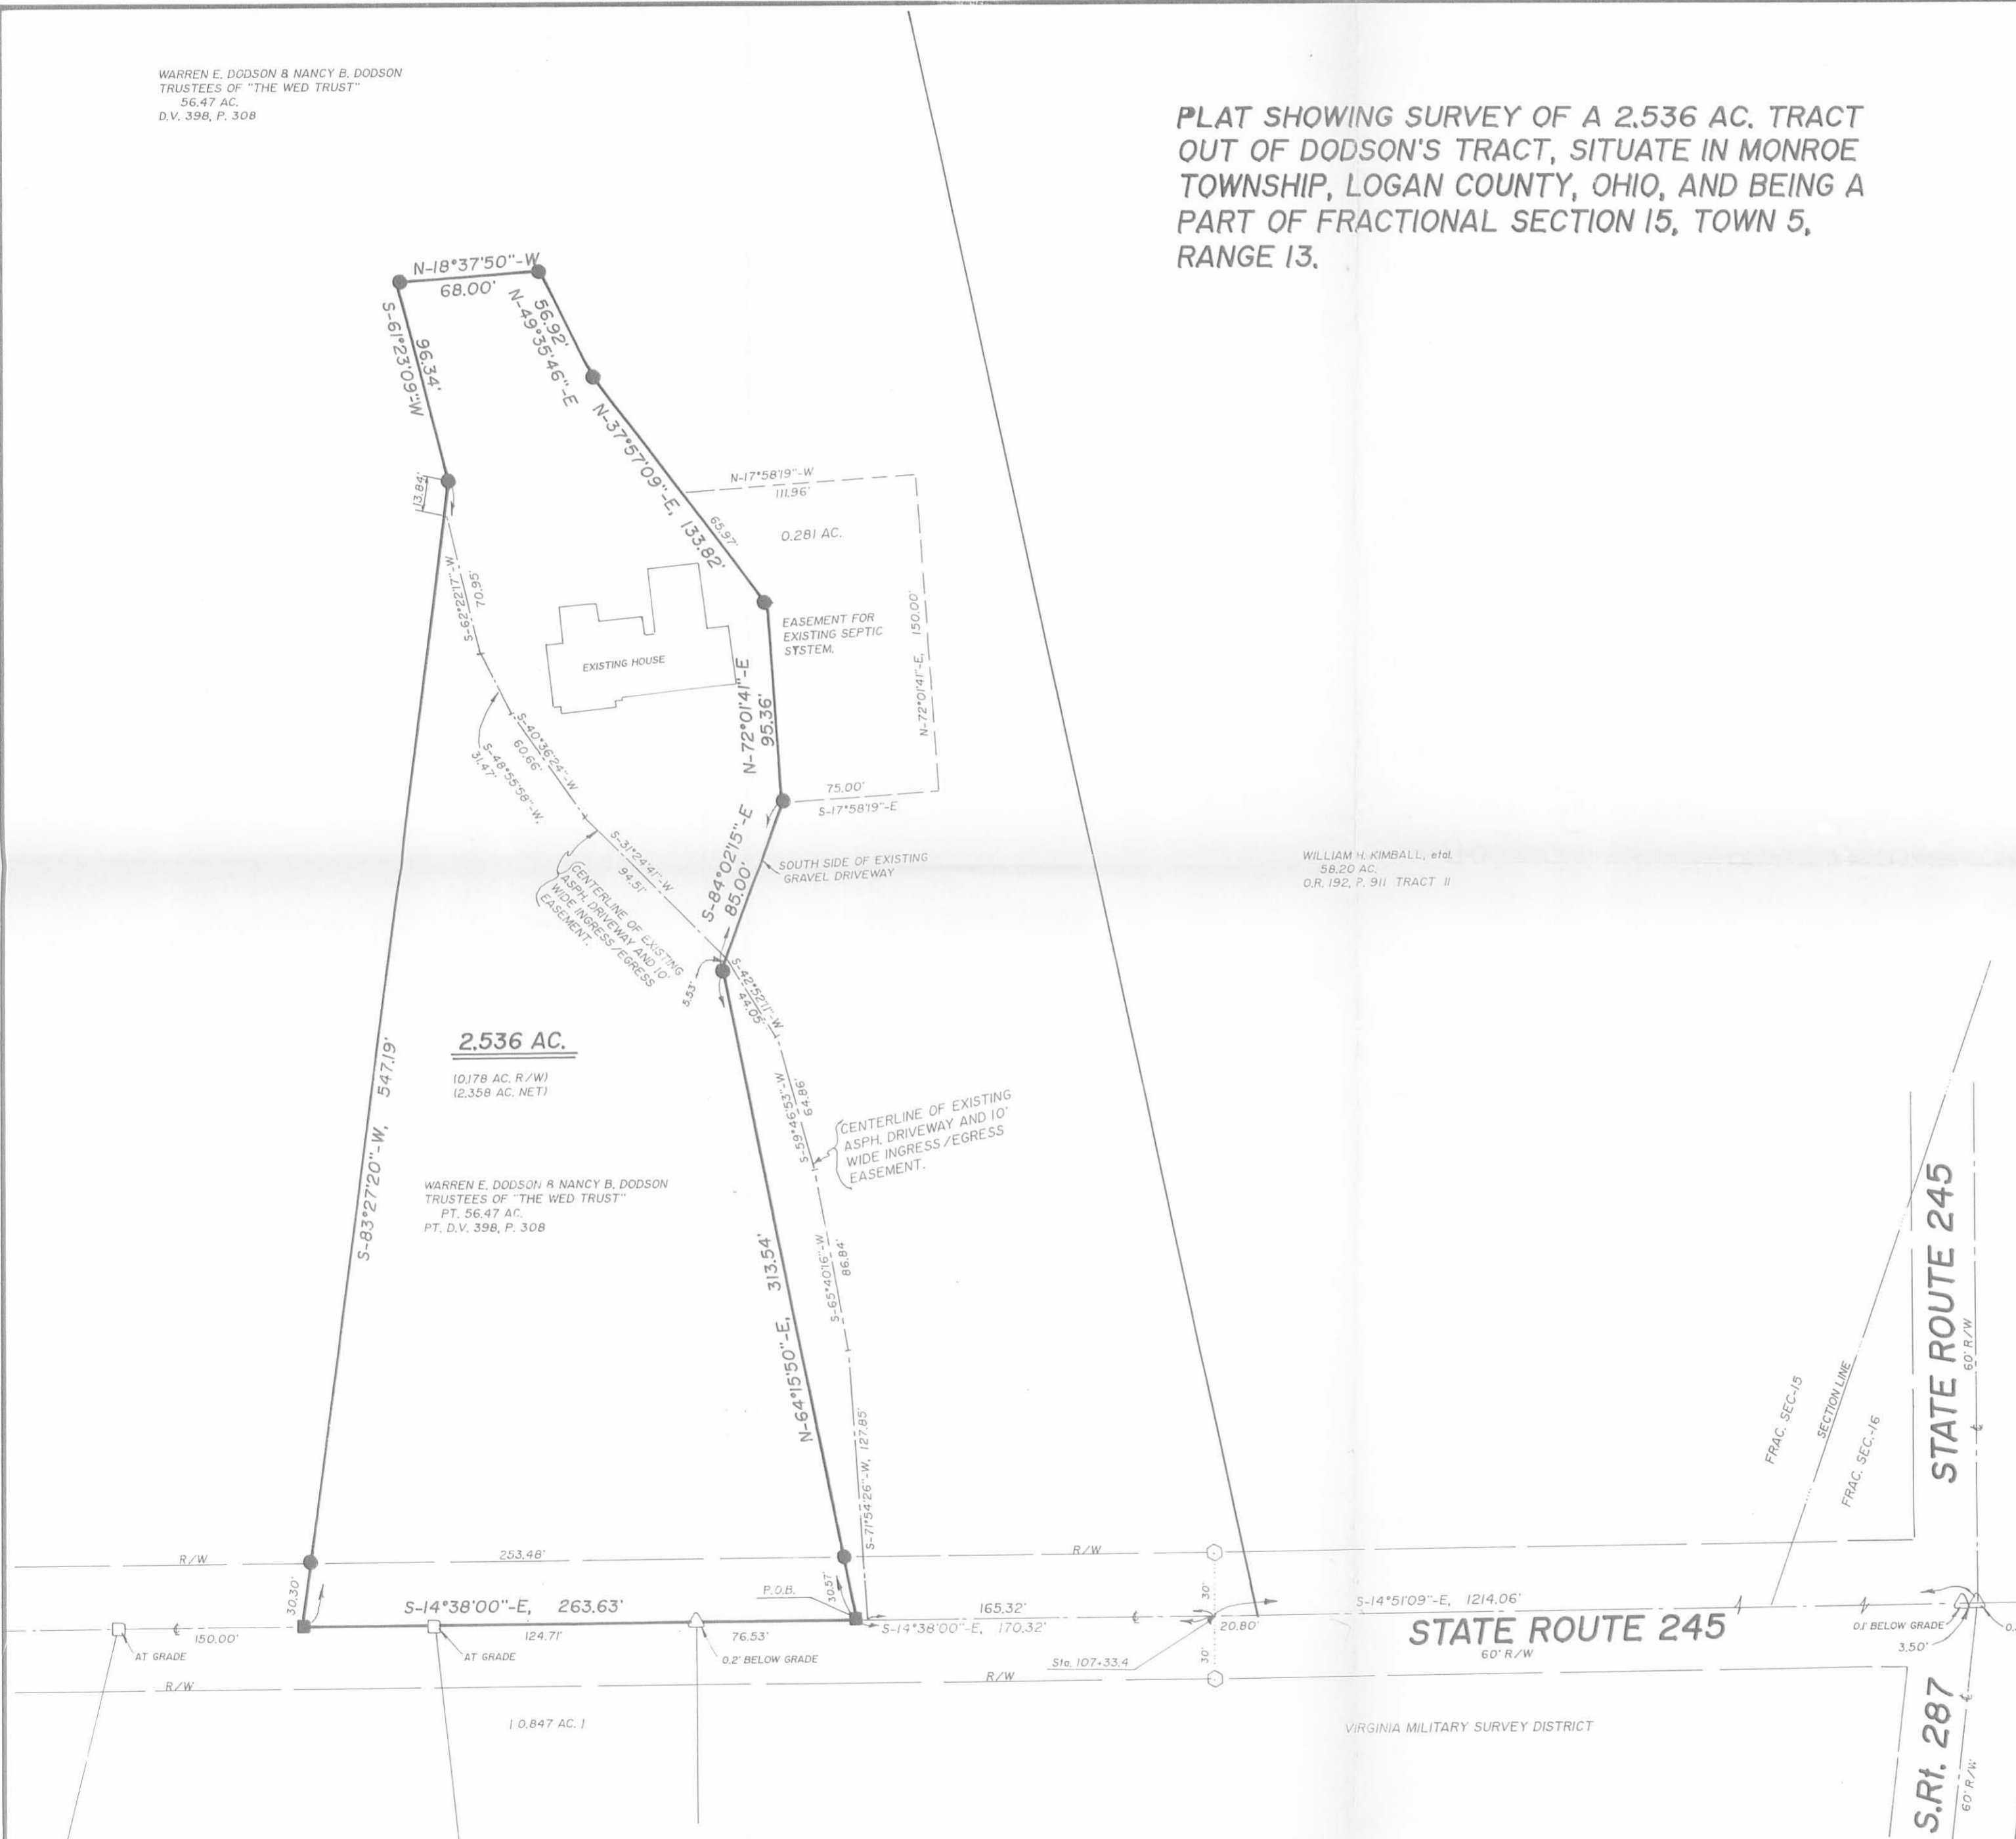 WARREN E. DODSON & NANCY B. DODSON
TRUSTEES OF "THE WED TRUST"
56.47 AC.
D.V. 398, P. 308
PLAT SHOWING SURVEY OF A 2.536 AC. TRACT
OUT OF DODSON'S TRACT, SITUATE IN MONROE
TOWNSHIP, LOGAN COUNTY, OHIO, AND BEING A
PART OF FRACTIONAL SECTION 15, TOWN 5,
RANGE 13.
N-18°37'50"-W
68.00'
56.92'
N-49°35'46"-E
S-61°23'09"-W
96.34'
N-37°57'09"-E, 133.82'
65.97'
N-17°58'19"-W
111.96'
0.281 AC.
13.84'
S-62°22'17"-W
70.95'
EXISTING HOUSE
EASEMENT FOR
EXISTING SEPTIC
SYSTEM.
N-72°01'41"-E, 150.00'
N-72°01'41"-E
95.36'
S-40°36'24"-W
60.66'
S-48°55'58"-W,
31.47'
75.00'
S-17°58'19"-E
S-31°24'41"-W
94.51'
S-84°02'15"-E
85.00'
SOUTH SIDE OF EXISTING
GRAVEL DRIVEWAY
CENTERLINE OF EXISTING
ASPH. DRIVEWAY AND 10'
WIDE INGRESS/EGRESS
EASEMENT.
WILLIAM H. KIMBALL, etal.
58.20 AC.
O.R. 192, P. 911 TRACT II
5.53'
S-42°52'11"-W
44.05'
2.536 AC.
(0.178 AC. R/W)
(2.358 AC. NET)
S-83°27'20"-W, 547.19'
S-59°46'53"-W
64.86'
CENTERLINE OF EXISTING
ASPH. DRIVEWAY AND 10'
WIDE INGRESS/EGRESS
EASEMENT.
WARREN E. DODSON & NANCY B. DODSON
TRUSTEES OF "THE WED TRUST"
PT. 56.47 AC.
PT. D.V. 398, P. 308
N-64°15'50"-E, 313.54'
S-65°40'16"-W
86.84'
S-71°54'26"-W, 127.85'
FRAC. SEC-15
SECTION LINE
FRAC. SEC.-16
STATE ROUTE 245
60' R/W
R/W
253.48'
R/W
30.30'
P.O.B.
30.57'
30'
S-14°38'00"-E, 263.63'
165.32'
S-14°51'09"-E, 1214.06'
150.00'
124.71'
76.53'
S-14°38'00"-E, 170.32'
20.80'
STATE ROUTE 245
60' R/W
0.1' BELOW GRADE
3.50'
AT GRADE
AT GRADE
0.2' BELOW GRADE
Sta. 107+33.4
30'
R/W
R/W
( 0.847 AC. )
VIRGINIA MILITARY SURVEY DISTRICT
S.Rt. 287
60' R/W